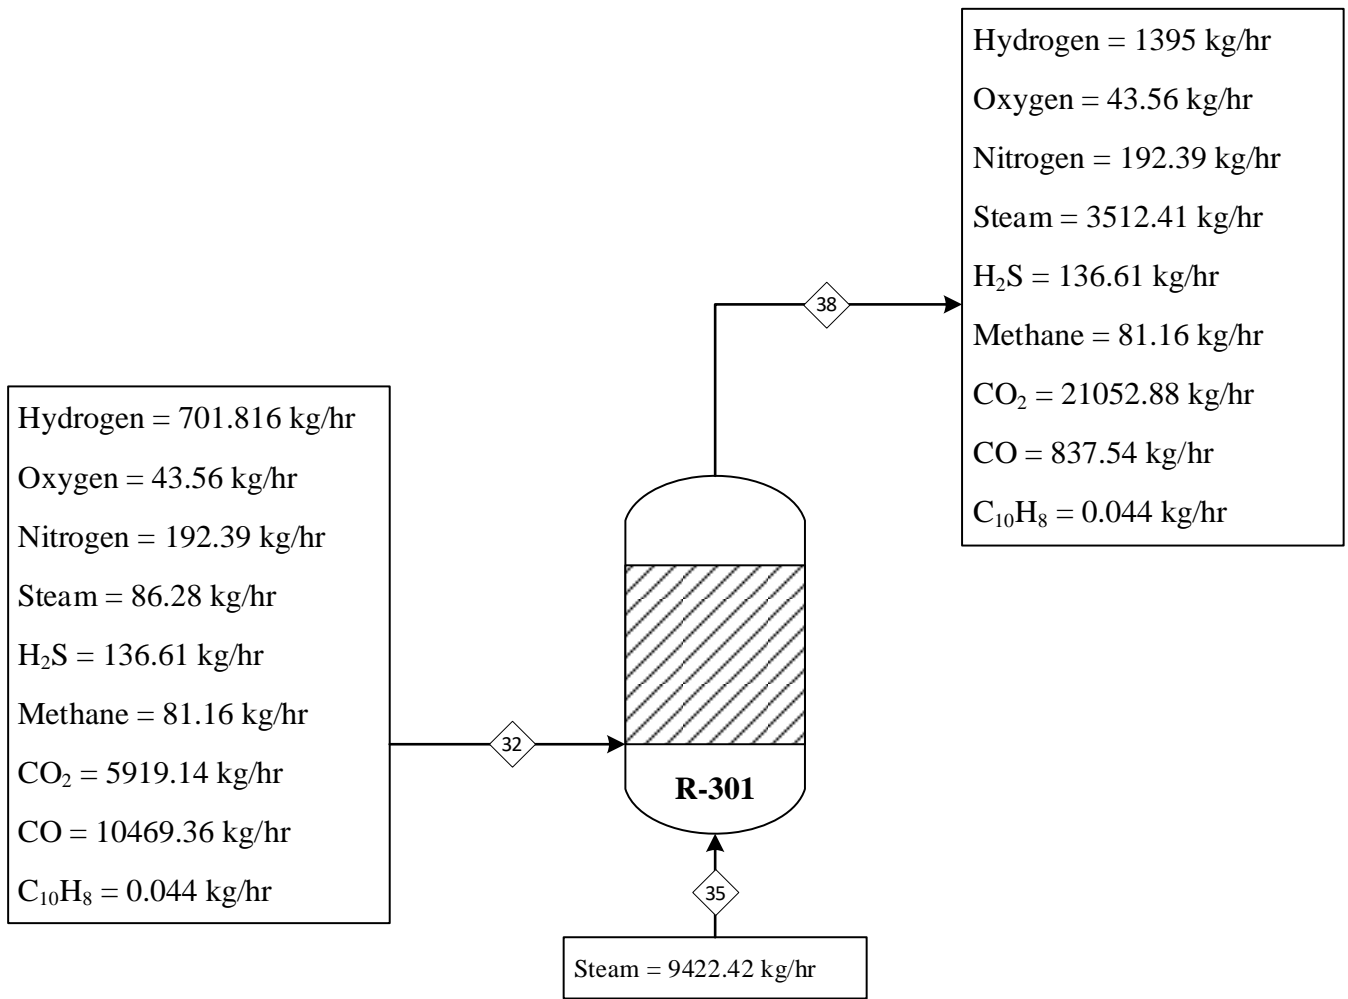 Hydrogen = 1395 kg/hr
Oxygen = 43.56 kg/hr
Nitrogen = 192.39 kg/hr
Steam = 3512.41 kg/hr
H₂S = 136.61 kg/hr
Methane = 81.16 kg/hr
CO₂ = 21052.88 kg/hr
CO = 837.54 kg/hr
C₁₀H₈ = 0.044 kg/hr
38
Hydrogen = 701.816 kg/hr
Oxygen = 43.56 kg/hr
Nitrogen = 192.39 kg/hr
Steam = 86.28 kg/hr
H₂S = 136.61 kg/hr
Methane = 81.16 kg/hr
CO₂ = 5919.14 kg/hr
CO = 10469.36 kg/hr
C₁₀H₈ = 0.044 kg/hr
32
R-301
35
Steam = 9422.42 kg/hr